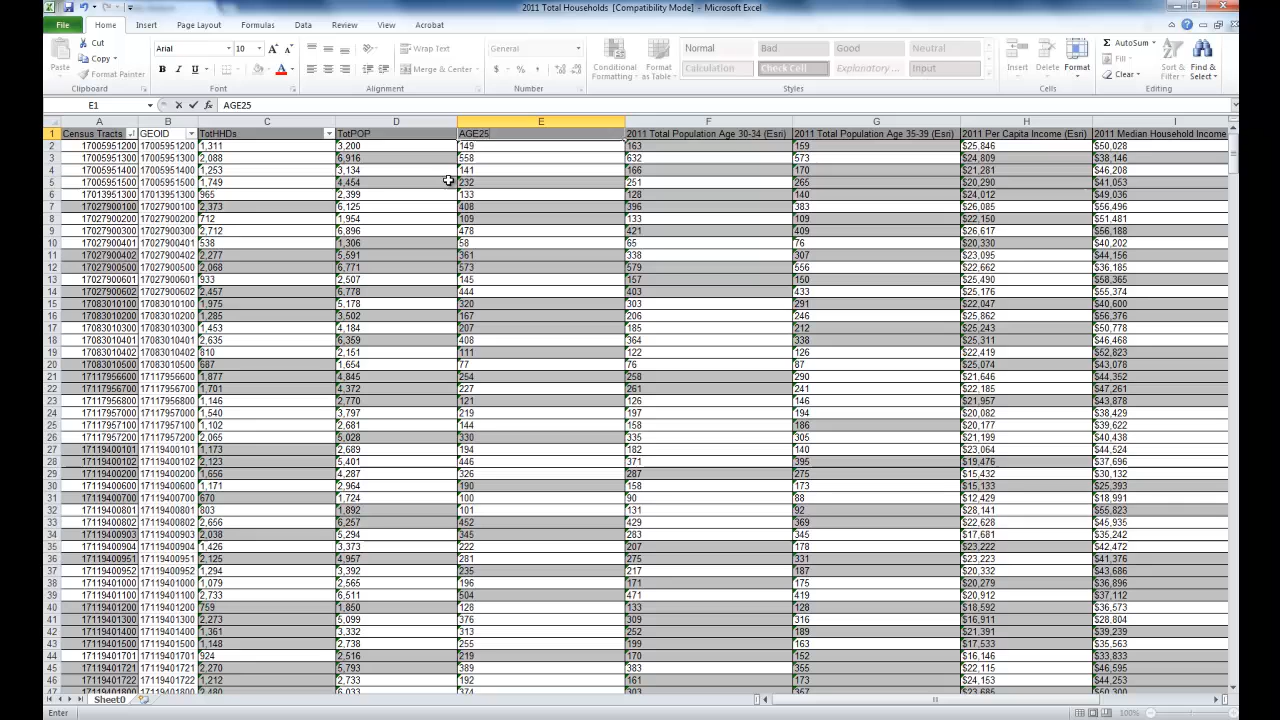 2011 Total Households [Compatibility Mode] - Microsoft Excel
File Home Insert Page Layout Formulas Data Review View Acrobat
Cut
Copy
Format Painter
Paste
Clipboard
Arial 10
B I U
Font
Wrap Text
Merge & Center
Alignment
General
$ % ,
Number
Conditional Formatting
Format as Table
Normal Bad Good Neutral
Calculation Check Cell Explanatory ... Input
Styles
Insert Delete Format
Cells
AutoSum
Fill
Clear
Sort & Filter
Find & Select
Editing
E1 AGE25
A B C D E F G H I
1 Census Tracts GEOID TotHHDs TotPOP AGE25 2011 Total Population Age 30-34 (Esri) 2011 Total Population Age 35-39 (Esri) 2011 Per Capita Income (Esri) 2011 Median Household Income
2 17005951200 17005951200 1,311 3,200 149 163 159 $25,846 $50,028
3 17005951300 17005951300 2,088 6,916 558 632 573 $24,809 $38,146
4 17005951400 17005951400 1,253 3,134 141 166 170 $21,281 $46,208
5 17005951500 17005951500 1,749 4,454 232 251 265 $20,290 $41,053
6 17013951300 17013951300 965 2,399 133 128 140 $24,012 $49,036
7 17027900100 17027900100 2,373 6,125 408 396 383 $26,085 $56,496
8 17027900200 17027900200 712 1,954 109 133 109 $22,150 $51,481
9 17027900300 17027900300 2,712 6,896 478 421 409 $26,617 $56,188
10 17027900401 17027900401 538 1,306 58 65 76 $20,330 $40,202
11 17027900402 17027900402 2,277 5,591 361 338 307 $23,095 $44,156
12 17027900500 17027900500 2,068 6,771 573 579 556 $22,662 $36,185
13 17027900601 17027900601 933 2,507 145 157 150 $25,490 $58,365
14 17027900602 17027900602 2,457 6,778 444 403 433 $25,176 $55,374
15 17083010100 17083010100 1,975 5,178 320 303 291 $22,047 $40,600
16 17083010200 17083010200 1,285 3,502 167 206 246 $25,862 $56,376
17 17083010300 17083010300 1,453 4,184 207 185 212 $25,243 $50,778
18 17083010401 17083010401 2,635 6,359 408 364 338 $25,311 $46,468
19 17083010402 17083010402 810 2,151 111 122 126 $22,419 $52,823
20 17083010500 17083010500 687 1,654 77 76 87 $25,074 $43,078
21 17117956600 17117956600 1,877 4,845 254 258 290 $21,646 $44,352
22 17117956700 17117956700 1,701 4,372 227 261 241 $22,185 $47,261
23 17117956800 17117956800 1,146 2,770 121 126 146 $21,957 $43,878
24 17117957000 17117957000 1,540 3,797 219 197 194 $20,082 $38,429
25 17117957100 17117957100 1,102 2,681 144 158 186 $20,177 $39,622
26 17117957200 17117957200 2,065 5,028 330 335 305 $21,199 $40,438
27 17119400101 17119400101 1,173 2,689 194 182 140 $23,064 $44,524
28 17119400102 17119400102 2,123 5,401 446 371 395 $19,476 $37,696
29 17119400200 17119400200 1,656 4,287 326 287 275 $15,432 $30,132
30 17119400600 17119400600 1,171 2,964 190 158 173 $15,133 $25,393
31 17119400700 17119400700 670 1,724 100 90 88 $12,429 $18,991
32 17119400801 17119400801 803 1,892 101 131 92 $28,141 $55,823
33 17119400802 17119400802 2,656 6,257 452 429 369 $22,628 $45,935
34 17119400903 17119400903 2,038 5,294 345 283 345 $17,681 $35,242
35 17119400904 17119400904 1,426 3,373 222 207 178 $23,222 $42,472
36 17119400951 17119400951 2,125 4,957 281 275 331 $23,223 $41,376
37 17119400952 17119400952 1,294 3,392 235 217 187 $20,332 $43,686
38 17119401000 17119401000 1,079 2,565 196 171 175 $20,279 $36,896
39 17119401100 17119401100 2,733 6,511 504 471 419 $20,912 $37,112
40 17119401200 17119401200 759 1,850 128 133 128 $18,592 $36,573
41 17119401300 17119401300 2,273 5,099 376 309 316 $16,911 $28,804
42 17119401400 17119401400 1,361 3,332 313 252 189 $21,391 $39,239
43 17119401500 17119401500 1,148 2,738 255 199 163 $17,533 $35,563
44 17119401701 17119401701 924 2,516 219 170 152 $16,146 $33,833
45 17119401721 17119401721 2,270 5,793 389 383 355 $22,115 $46,595
46 17119401722 17119401722 1,212 2,733 192 161 173 $24,153 $44,253
47 17119401800 17119401800 2,480 6,033 374 303 357 $23,685 $50,300
Sheet0
Enter 100%